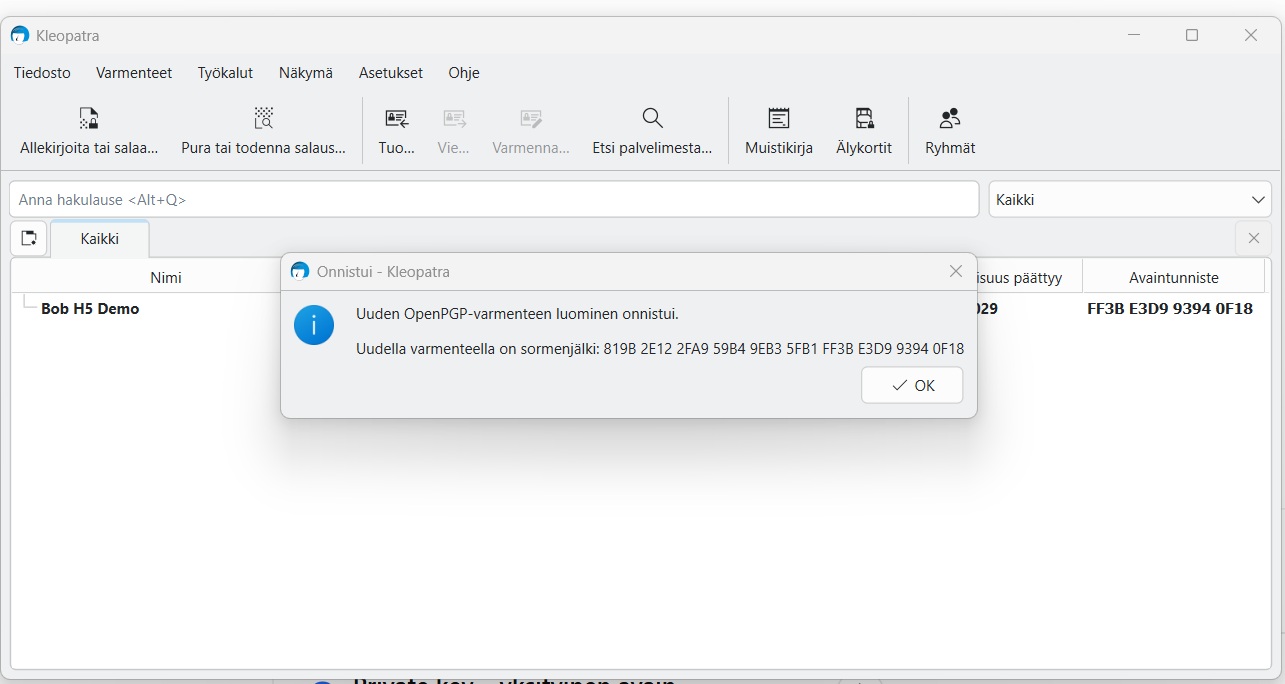 Kleopatra
Tiedosto Varmenteet Työkalut Näkymä Asetukset Ohje
Allekirjoita tai salaa... Pura tai todenna salaus... Tuo... Vie... Varmenna... Etsi palvelimesta... Muistikirja Älykortit Ryhmät
Anna hakulause <Alt+Q> Kaikki
Kaikki
Nimi isuus päättyy Avaintunniste
Bob H5 Demo 029 FF3B E3D9 9394 0F18
Onnistui - Kleopatra
Uuden OpenPGP-varmenteen luominen onnistui.
Uudella varmenteella on sormenjälki: 819B 2E12 2FA9 59B4 9EB3 5FB1 FF3B E3D9 9394 0F18
OK